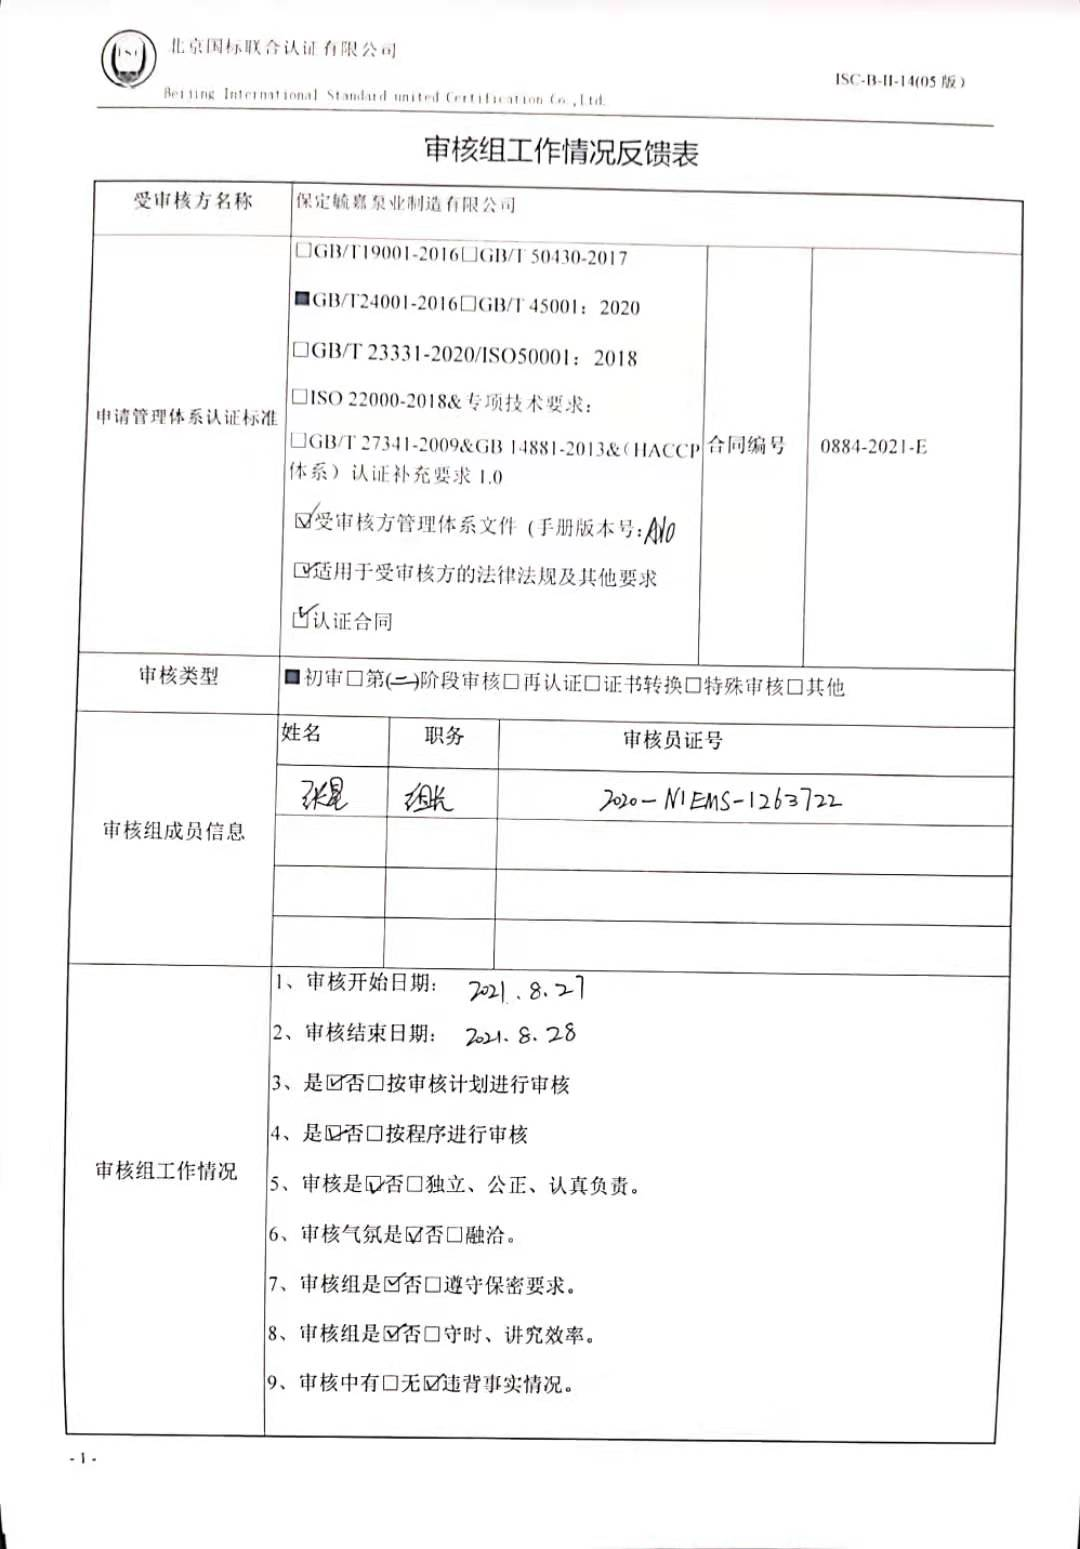 北京国标联合认证有限公司
Beijing International Standard united Certification Co.,Ltd.
ISC-B-II-14(05 版)
审核组工作情况反馈表
受审核方名称 保定毓嘉泵业制造有限公司
申请管理体系认证标准
□GB/T19001-2016□GB/T 50430-2017
■GB/T24001-2016□GB/T 45001：2020
□GB/T 23331-2020/ISO50001：2018
□ISO 22000-2018&专项技术要求：
□GB/T 27341-2009&GB 14881-2013&（HACCP
体系）认证补充要求 1.0
☑受审核方管理体系文件（手册版本号：A/0
☑适用于受审核方的法律法规及其他要求
☑认证合同
合同编号 0884-2021-E
审核类型 ■初审□第(二)阶段审核□再认证□证书转换□特殊审核□其他
审核组成员信息
姓名 职务 审核员证号
张星 组长 2020-N1EMS-1263722
审核组工作情况
1、审核开始日期： 2021.8.27
2、审核结束日期： 2021.8.28
3、是☑否□按审核计划进行审核
4、是☑否□按程序进行审核
5、审核是☑否□独立、公正、认真负责。
6、审核气氛是☑否□融洽。
7、审核组是☑否□遵守保密要求。
8、审核组是☑否□守时、讲究效率。
9、审核中有□无☑违背事实情况。
- 1 -